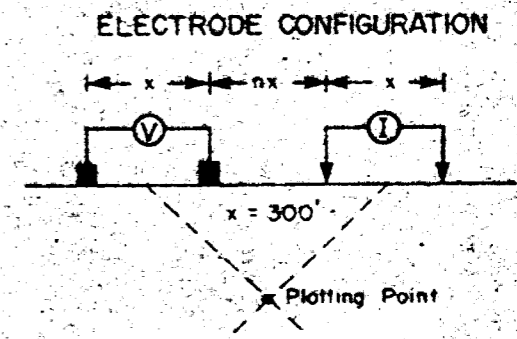 ELECTRODE CONFIGURATION
x nx x
V I
x = 300'
Plotting Point